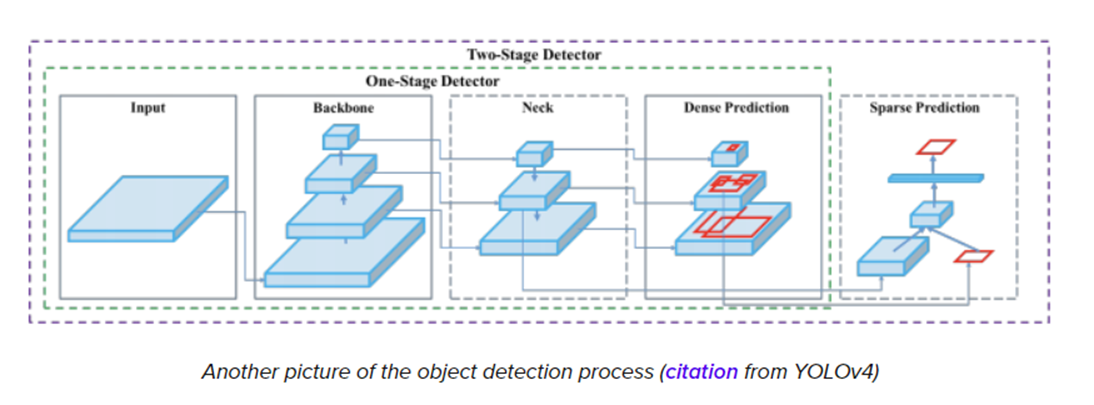 Two-Stage Detector
One-Stage Detector
Input
Backbone
Neck
Dense Prediction
Sparse Prediction
Another picture of the object detection process (citation from YOLOv4)